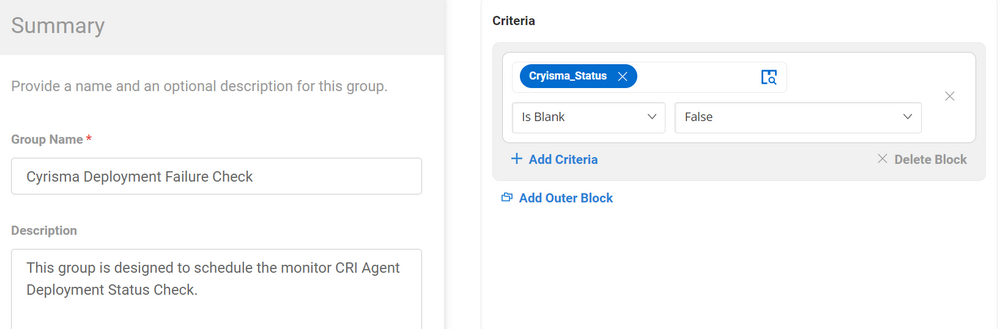 Summary
Provide a name and an optional description for this group.
Group Name *
Cyrisma Deployment Failure Check
Description
This group is designed to schedule the monitor CRI Agent
Deployment Status Check.
Criteria
Cryisma_Status
Is Blank
False
Add Criteria
Delete Block
Add Outer Block